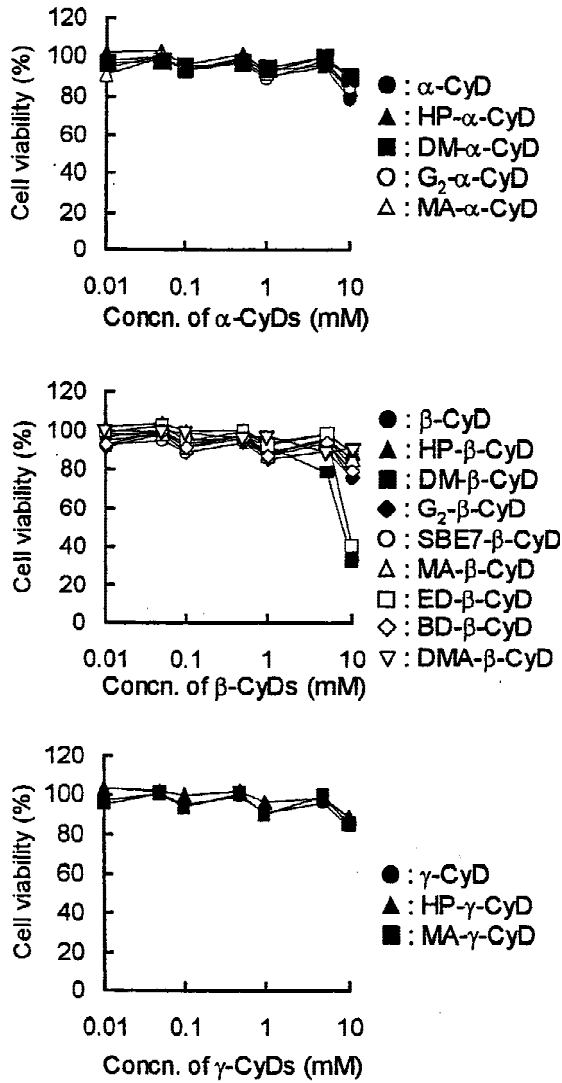 Cell viability (%)
120
100
80
60
40
20
0
0.01 0.1 1 10
Concn. of α-CyDs (mM)
● : α-CyD
▲ : HP-α-CyD
■ : DM-α-CyD
○ : G₂-α-CyD
△ : MA-α-CyD
Cell viability (%)
120
100
80
60
40
20
0
0.01 0.1 1 10
Concn. of β-CyDs (mM)
● : β-CyD
▲ : HP-β-CyD
■ : DM-β-CyD
◆ : G₂-β-CyD
○ : SBE7-β-CyD
△ : MA-β-CyD
□ : ED-β-CyD
◇ : BD-β-CyD
▽ : DMA-β-CyD
Cell viability (%)
120
100
80
60
40
20
0
0.01 0.1 1 10
Concn. of γ-CyDs (mM)
● : γ-CyD
▲ : HP-γ-CyD
■ : MA-γ-CyD